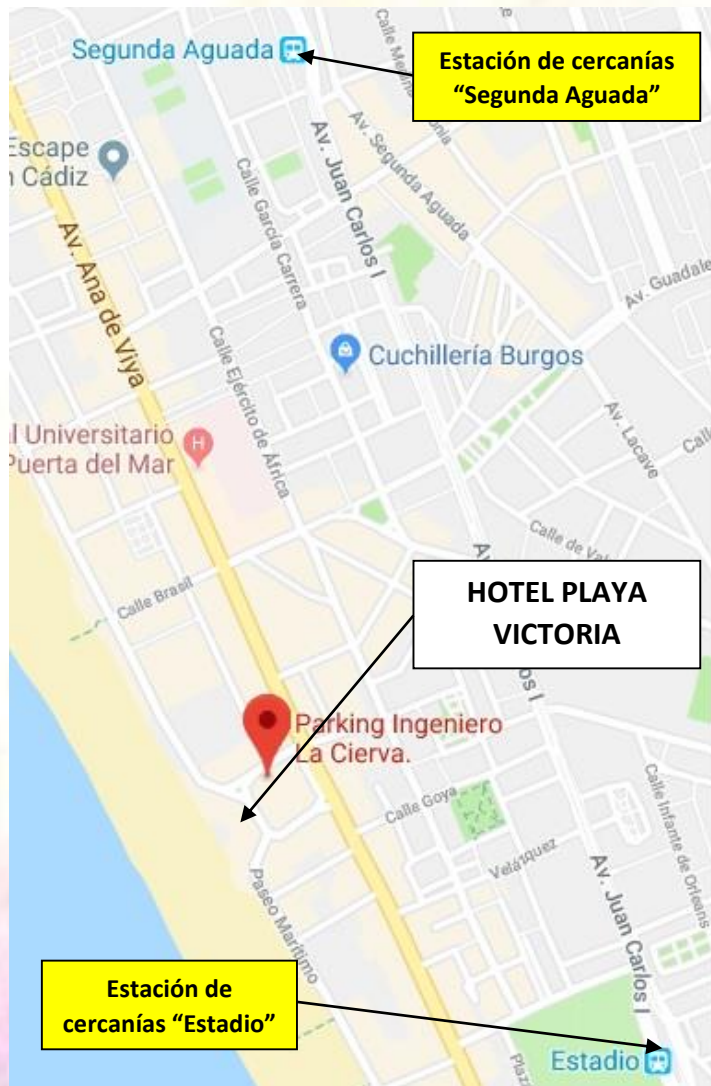 Segunda Aguada
Estación de cercanías
“Segunda Aguada”
Escape
Cádiz
Av. Segunda Aguada
Av. Juan Carlos I
Calle García Carrera
Av. Ana de Viya
Av. Guadale
Calle Ejército de África
Cuchillería Burgos
al Universitario
Puerta del Mar
H
Av. Lacave
Calle de Val
Calle Brasil
HOTEL PLAYA
VICTORIA
os I
Parking Ingeniero
La Cierva.
Calle Goya
Calle Infante de Orleans
Velázquez
Av. Juan Carlos I
Paseo Marítimo
Estación de
cercanías “Estadio”
Estadio